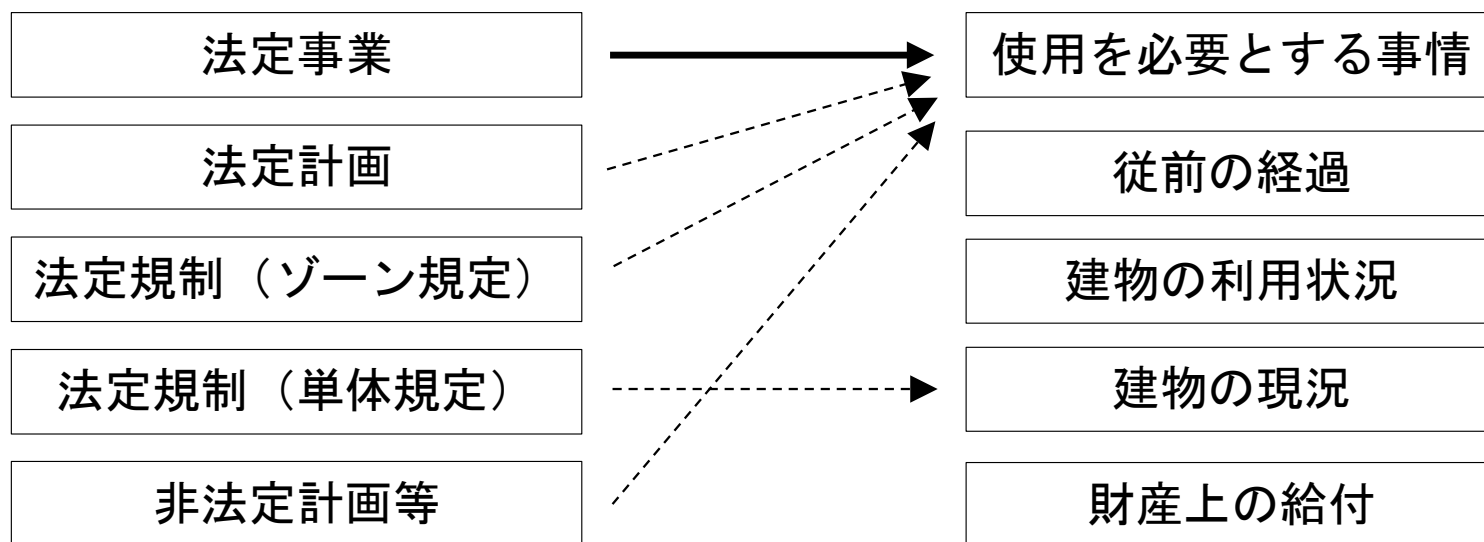 法定事業
法定計画
法定規制（ゾーン規定）
法定規制（単体規定）
非法定計画等
使用を必要とする事情
従前の経過
建物の利用状況
建物の現況
財産上の給付